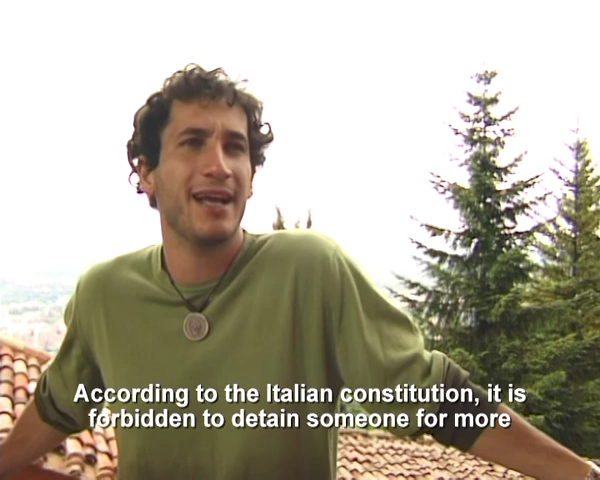 According to the Italian constitution, it is
forbidden to detain someone for more